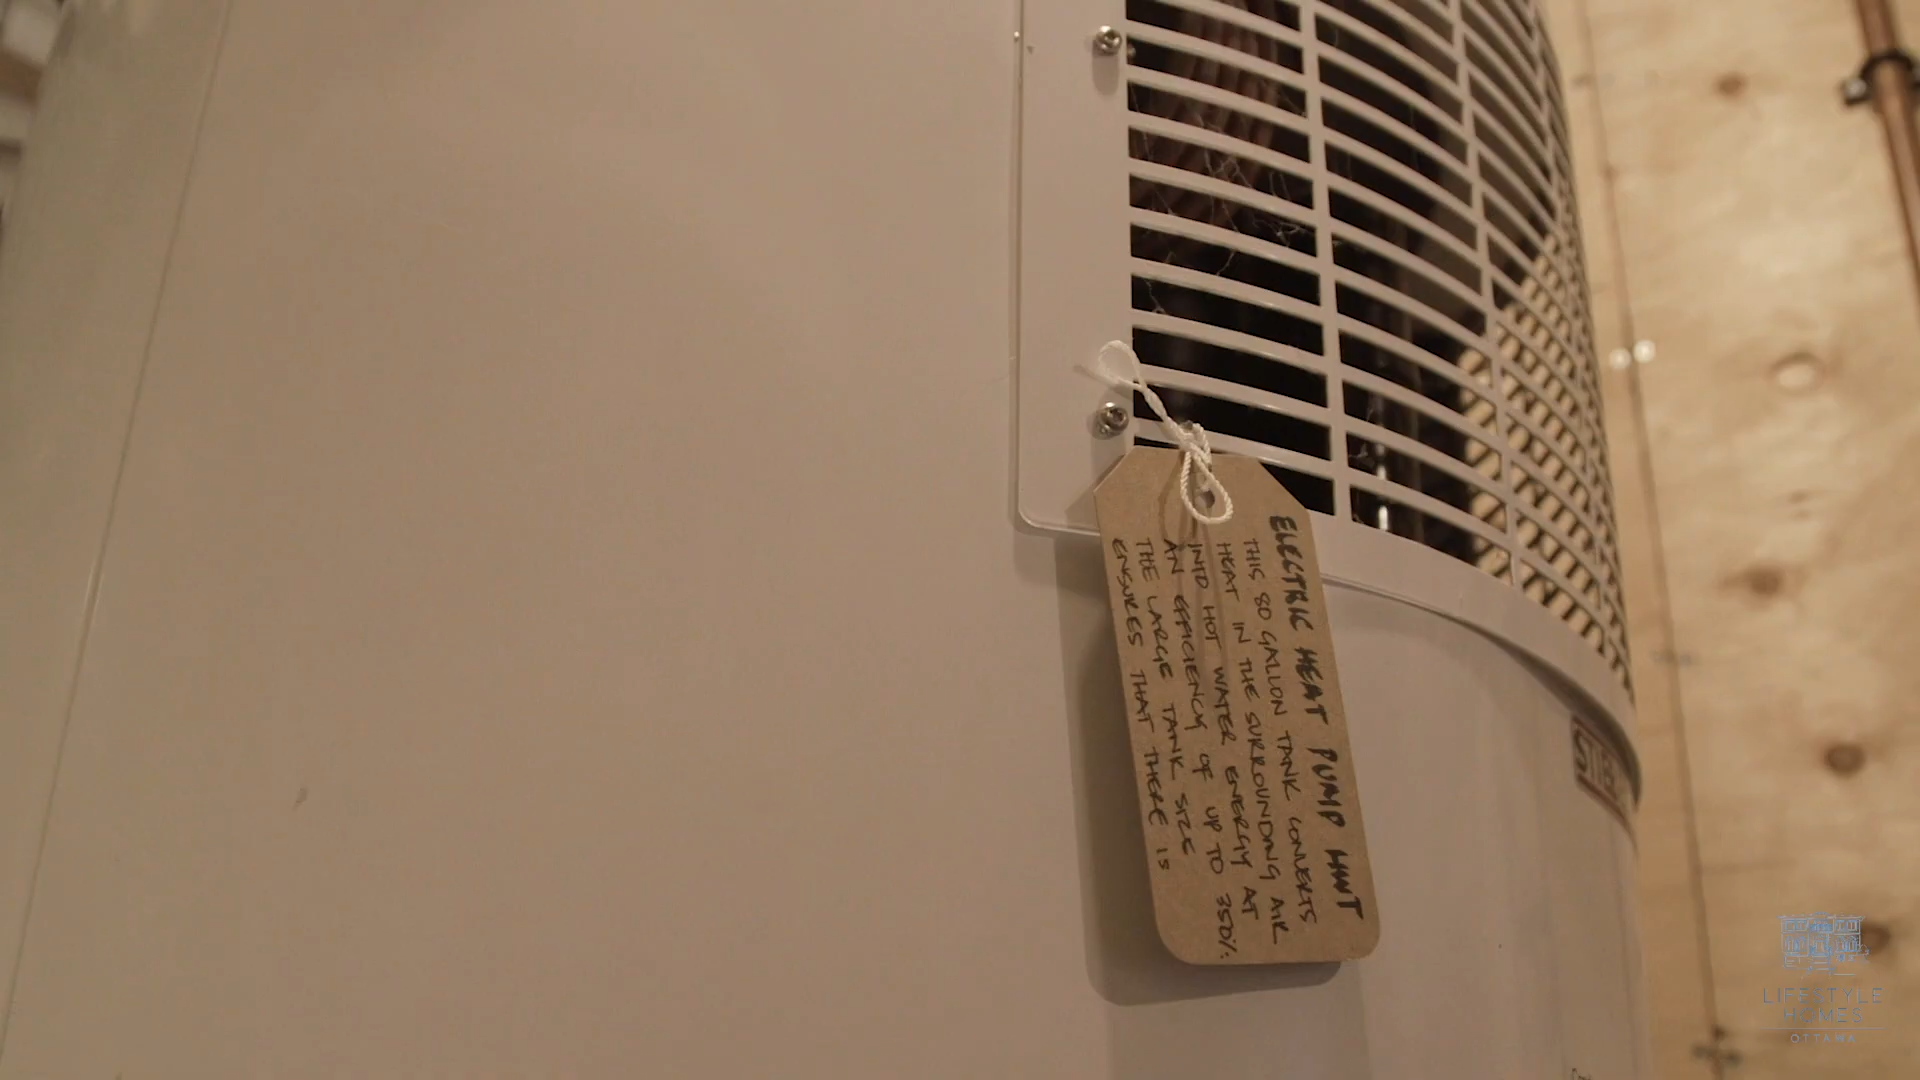 ELECTRIC HEAT PUMP HWT
THIS 80 GALLON TANK CONVERTS
HEAT IN THE SURROUNDING AIR
INTO HOT WATER ENERGY AT
AN EFFICIENCY OF UP TO 350%.
THE LARGE TANK SIZE
ENSURES THAT THERE IS
LIFESTYLE
HOMES
OTTAWA